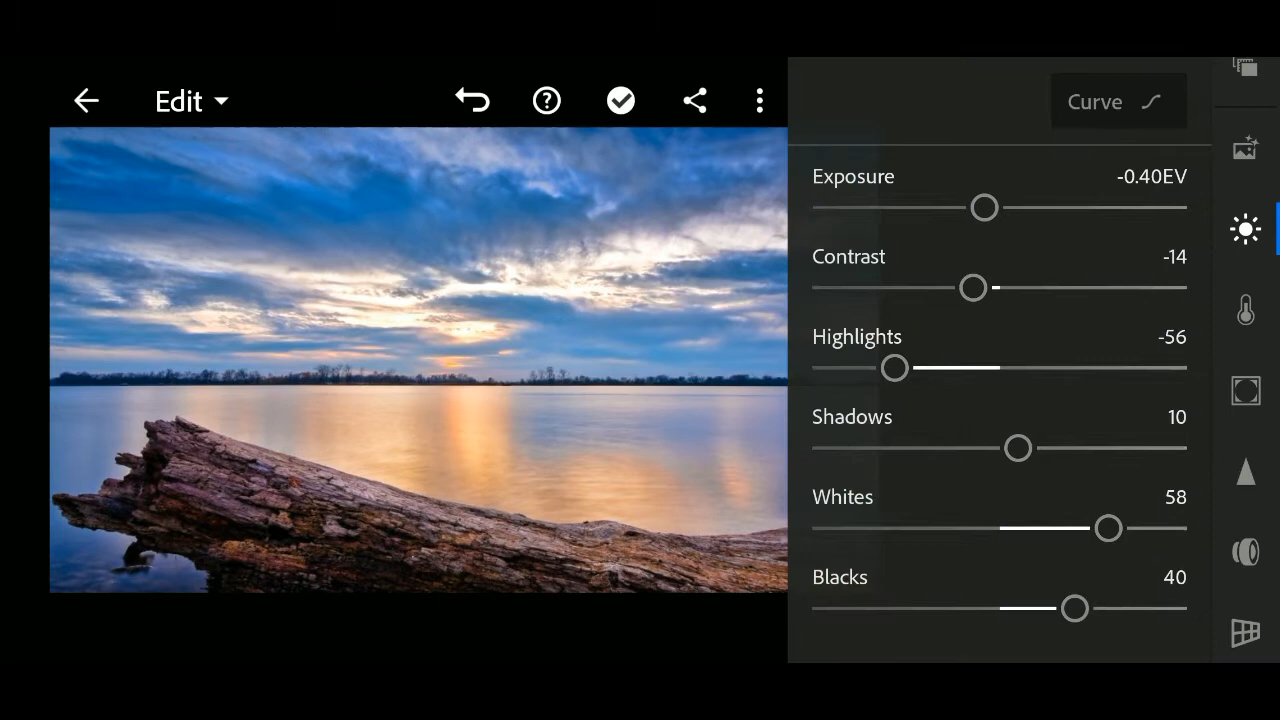 Edit
Curve
Exposure -0.40EV
Contrast -14
Highlights -56
Shadows 10
Whites 58
Blacks 40